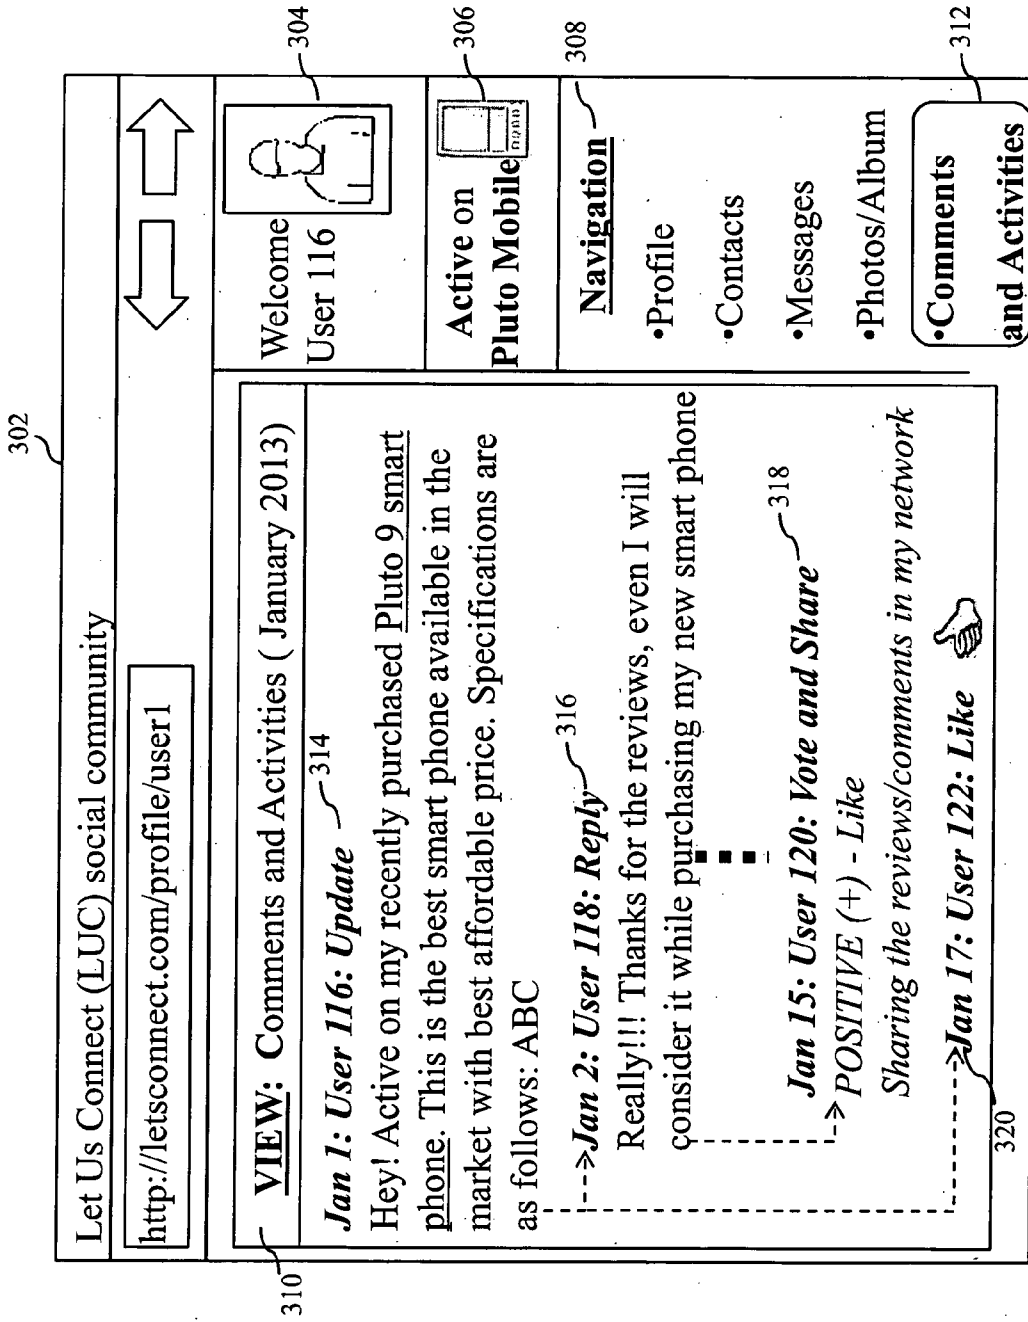 302
Let Us Connect (LUC) social community
http://letsconnect.com/profile/user1
310
VIEW: Comments and Activities ( January 2013)
Jan 1: User 116: Update
314
Hey! Active on my recently purchased Pluto 9 smart
phone. This is the best smart phone available in the
market with best affordable price. Specifications are
as follows: ABC
Jan 2: User 118: Reply
316
Really!!! Thanks for the reviews, even I will
consider it while purchasing my new smart phone
Jan 15: User 120: Vote and Share
318
POSITIVE (+) - Like
Sharing the reviews/comments in my network
Jan 17: User 122: Like
320
Welcome
User 116
304
Active on
Pluto Mobile
306
Navigation
308
•Profile
•Contacts
•Messages
•Photos/Album
•Comments
and Activities
312